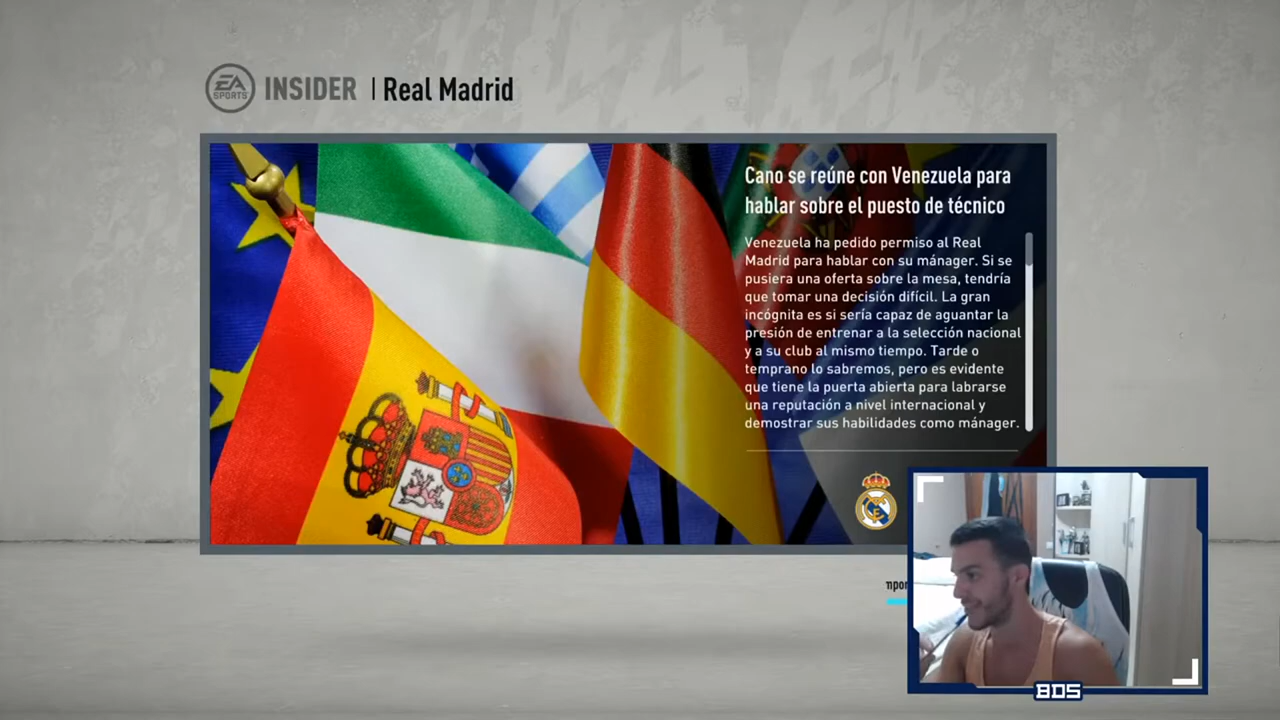 EA
SPORTS
INSIDER | Real Madrid
Cano se reúne con Venezuela para
hablar sobre el puesto de técnico
Venezuela ha pedido permiso al Real
Madrid para hablar con su mánager. Si se
pusiera una oferta sobre la mesa, tendría
que tomar una decisión difícil. La gran
incógnita es si sería capaz de aguantar la
presión de entrenar a la selección nacional
y a su club al mismo tiempo. Tarde o
temprano lo sabremos, pero es evidente
que tiene la puerta abierta para labrarse
una reputación a nivel internacional y
demostrar sus habilidades como mánager.
BDS